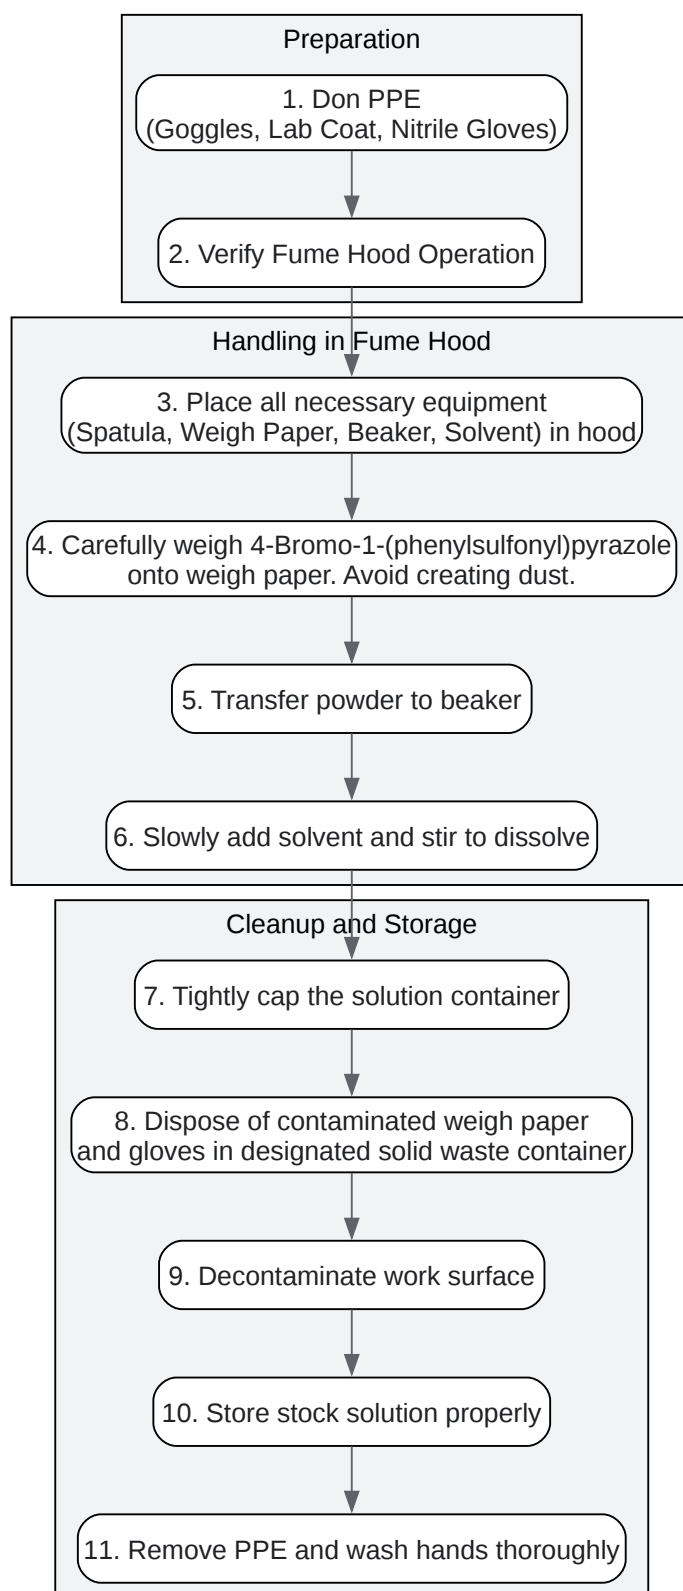 Preparation
1. Don PPE
(Goggles, Lab Coat, Nitrile Gloves)
2. Verify Fume Hood Operation
Handling in Fume Hood
3. Place all necessary equipment
(Spatula, Weigh Paper, Beaker, Solvent) in hood
4. Carefully weigh 4-Bromo-1-(phenylsulfonyl)pyrazole
onto weigh paper. Avoid creating dust.
5. Transfer powder to beaker
6. Slowly add solvent and stir to dissolve
Cleanup and Storage
7. Tightly cap the solution container
8. Dispose of contaminated weigh paper
and gloves in designated solid waste container
9. Decontaminate work surface
10. Store stock solution properly
11. Remove PPE and wash hands thoroughly